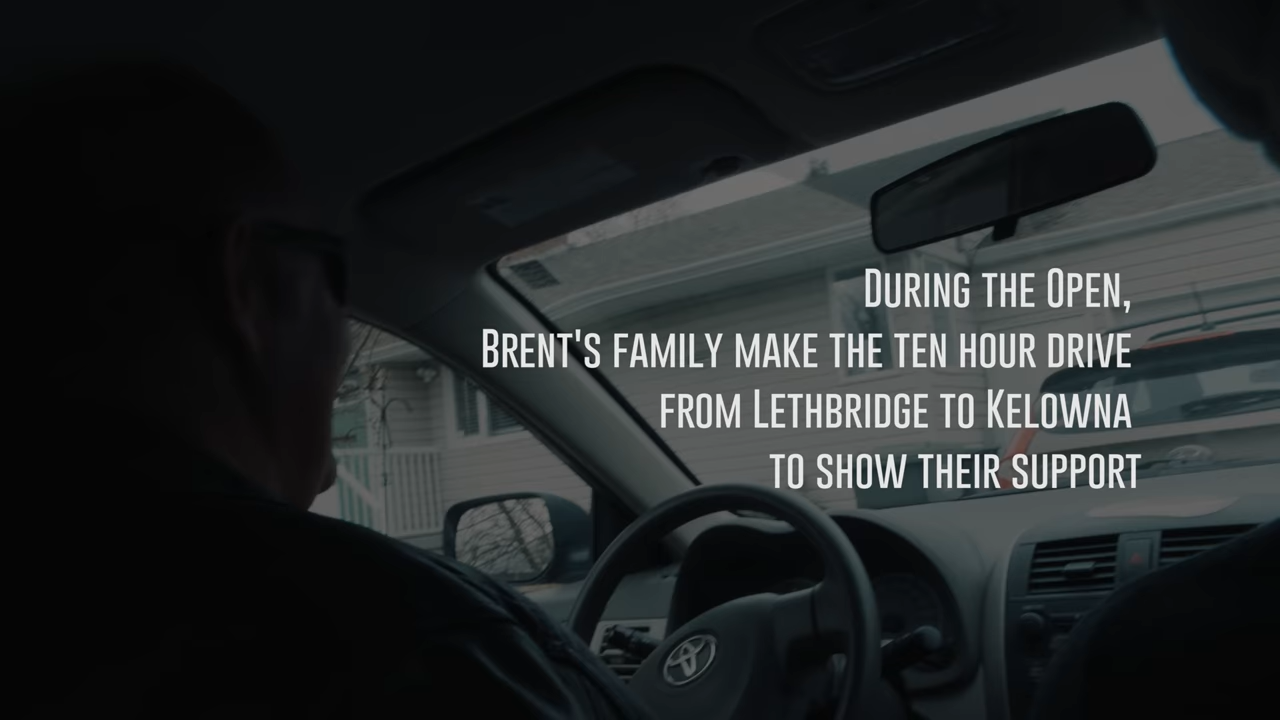 During the Open,
Brent's family make the ten hour drive
from Lethbridge to Kelowna
to show their support